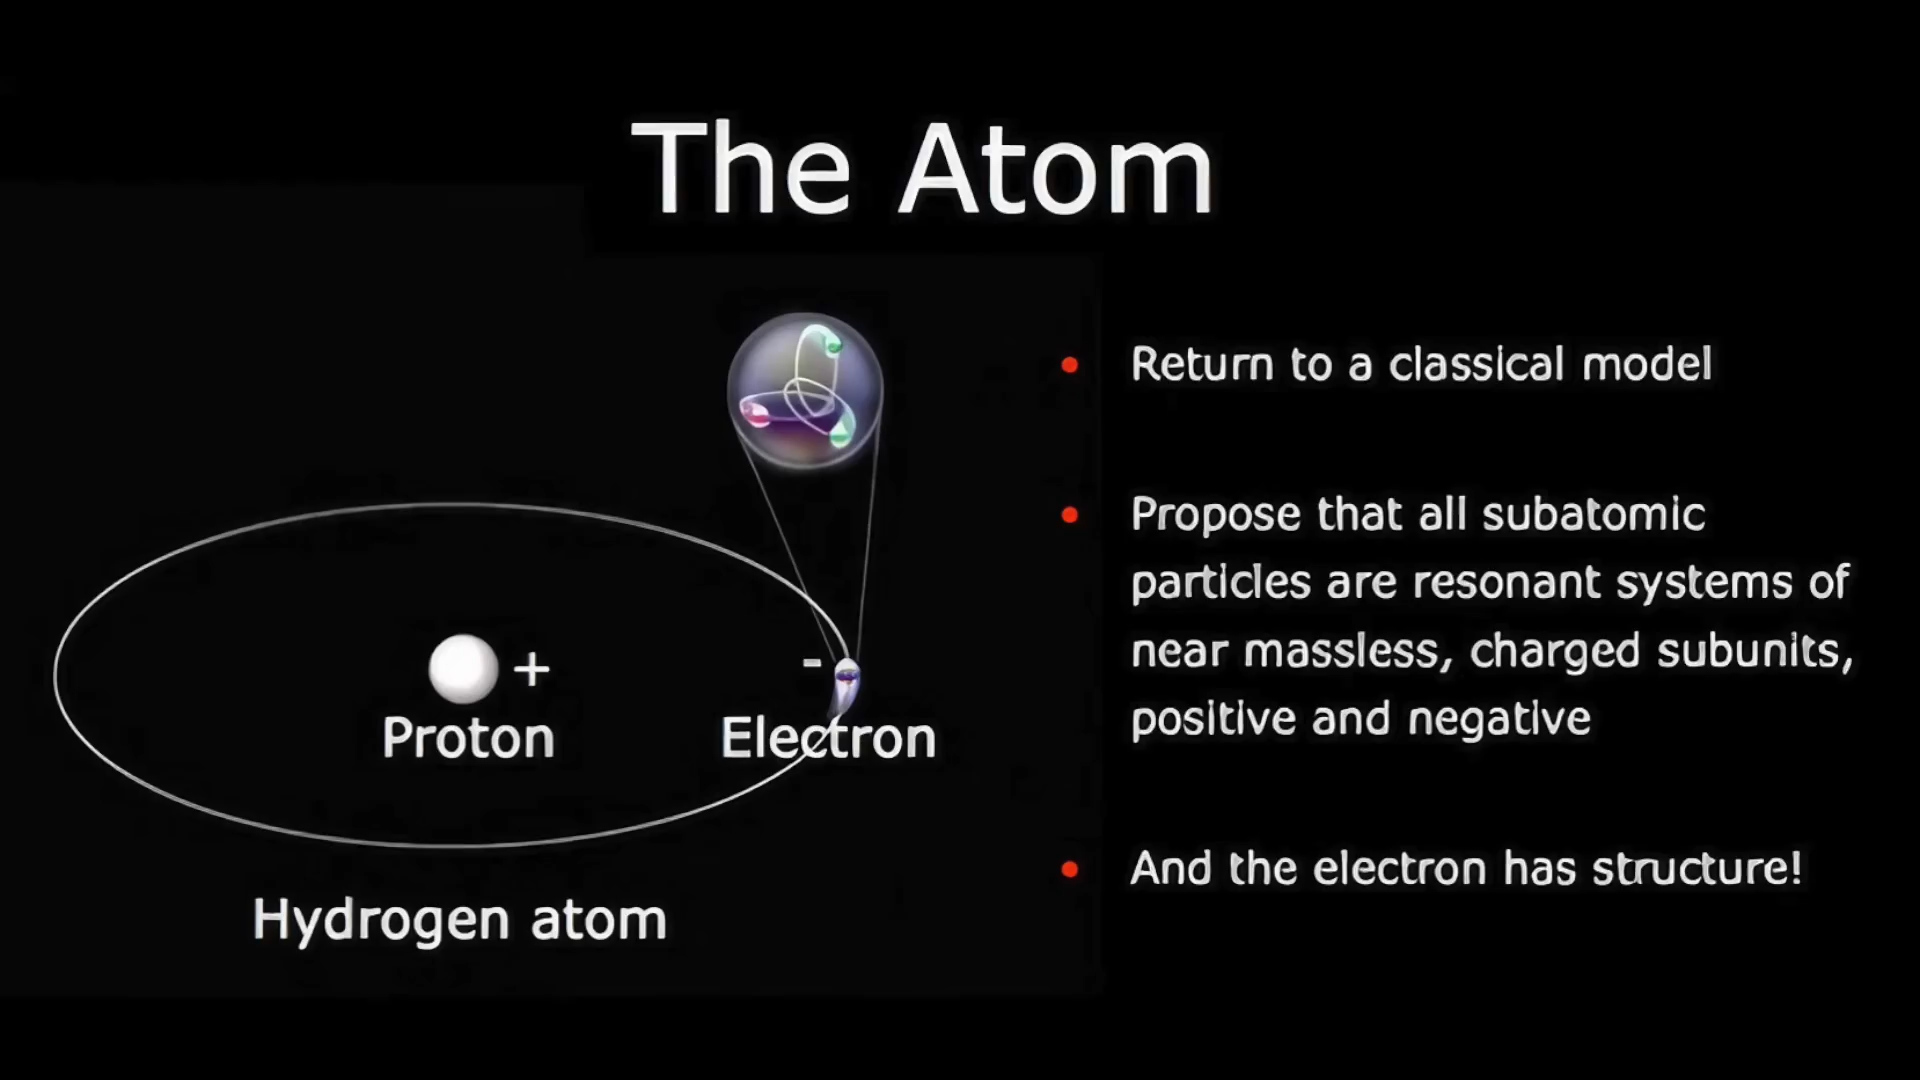 The Atom
Return to a classical model
Propose that all subatomic
particles are resonant systems of
near massless, charged subunits,
positive and negative
And the electron has structure!
+
-
Proton
Electron
Hydrogen atom